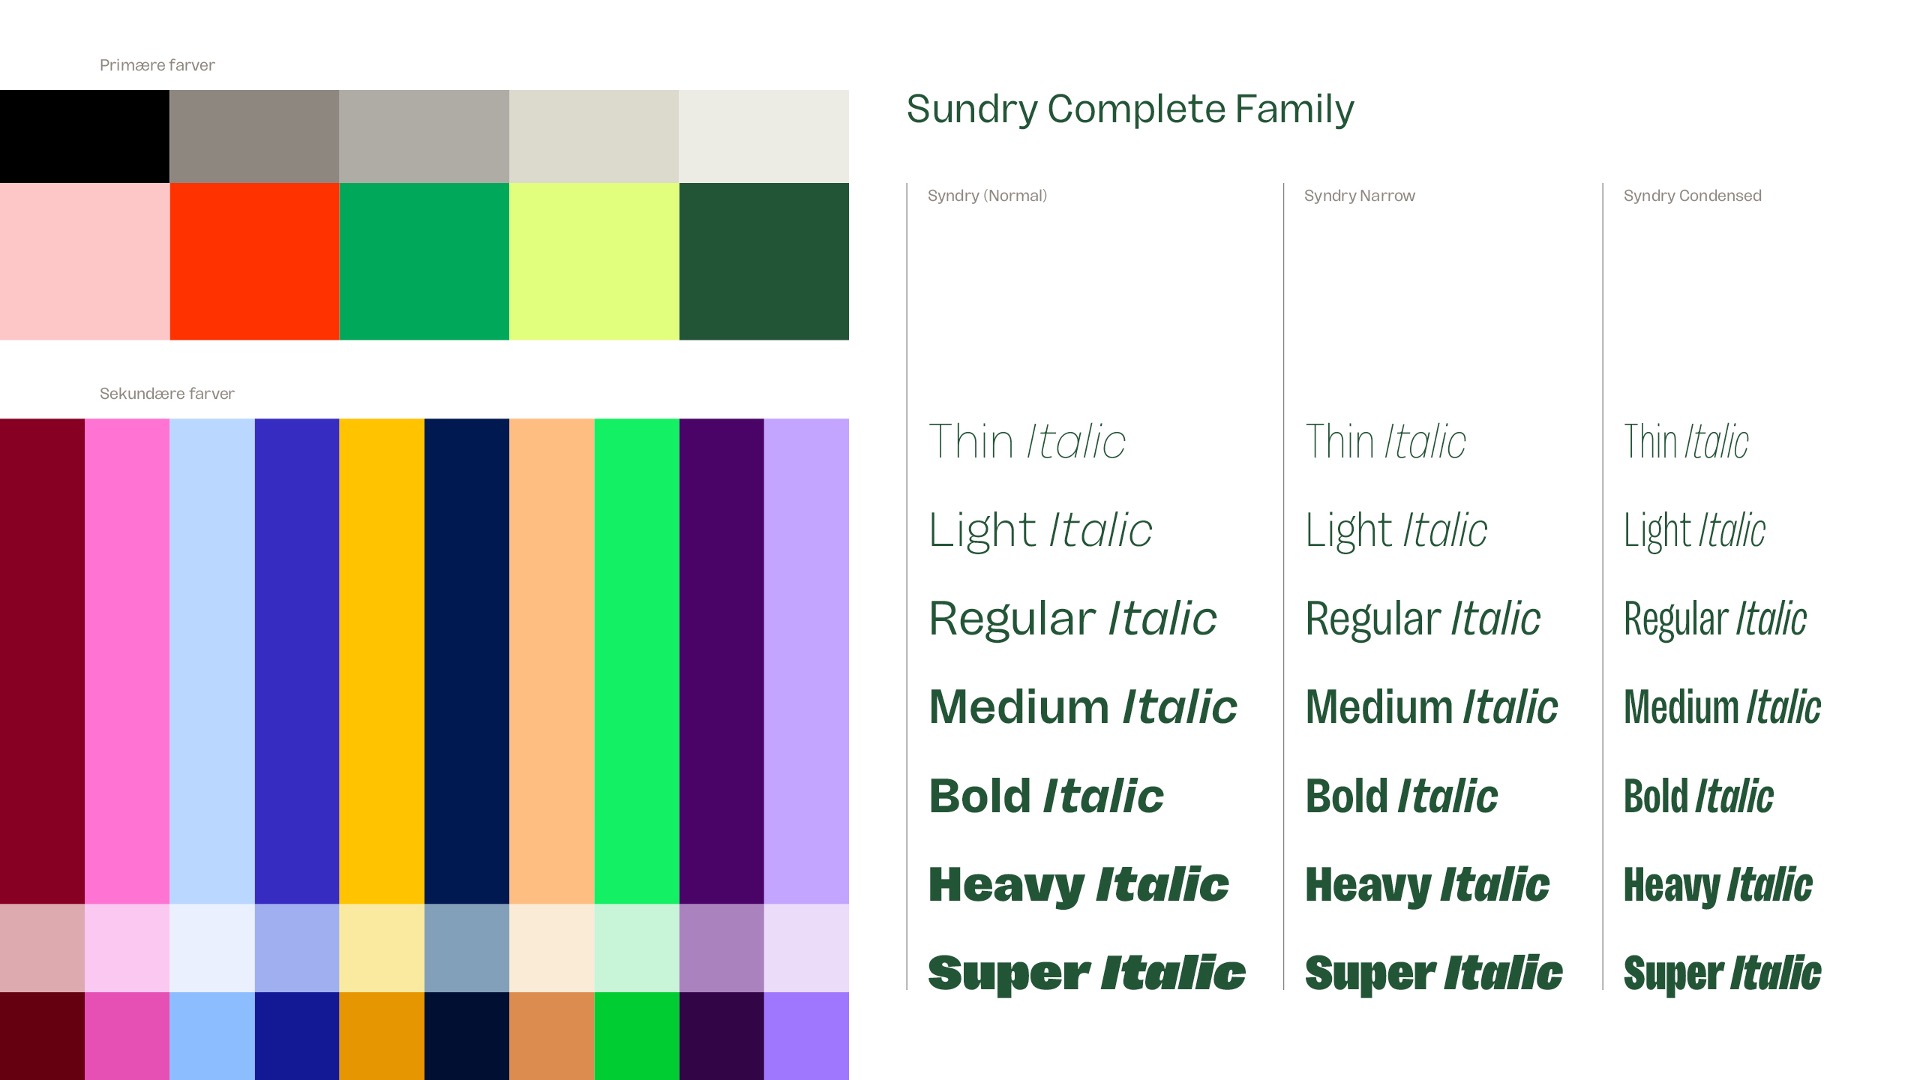 Primære farver
Sekundære farver
Sundry Complete Family
Syndry (Normal)
Thin Italic
Light Italic
Regular Italic
Medium Italic
Bold Italic
Heavy Italic
Super Italic
Syndry Narrow
Thin Italic
Light Italic
Regular Italic
Medium Italic
Bold Italic
Heavy Italic
Super Italic
Syndry Condensed
Thin Italic
Light Italic
Regular Italic
Medium Italic
Bold Italic
Heavy Italic
Super Italic